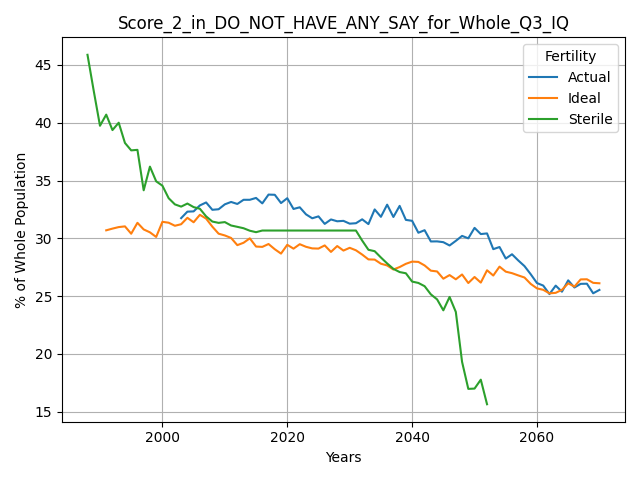 Score_2_in_DO_NOT_HAVE_ANY_SAY_for_Whole_Q3_IQ
Fertility
Actual
Ideal
Sterile
% of Whole Population
45
40
35
30
25
20
15
2000
2020
2040
2060
Years